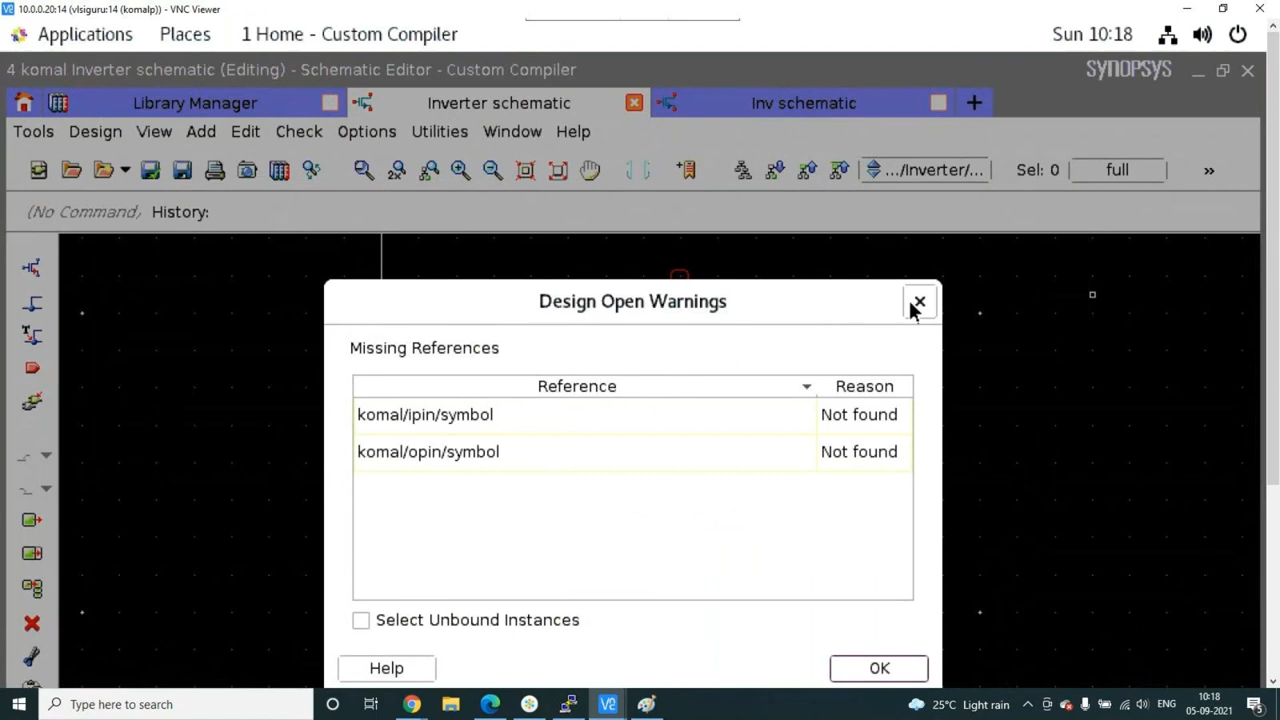 10.0.0.20:14 (vlsiguru:14 (komalp)) - VNC Viewer
Applications Places 1 Home - Custom Compiler Sun 10:18
4 komal Inverter schematic (Editing) - Schematic Editor - Custom Compiler SYNOPSYS
Library Manager Inverter schematic Inv schematic
Tools Design View Add Edit Check Options Utilities Window Help
.../Inverter/... Sel: 0 full »
(No Command) History:
Design Open Warnings
Missing References
Reference Reason
komal/ipin/symbol Not found
komal/opin/symbol Not found
Select Unbound Instances
Help OK
Type here to search 25°C Light rain ENG 10:18
05-09-2021